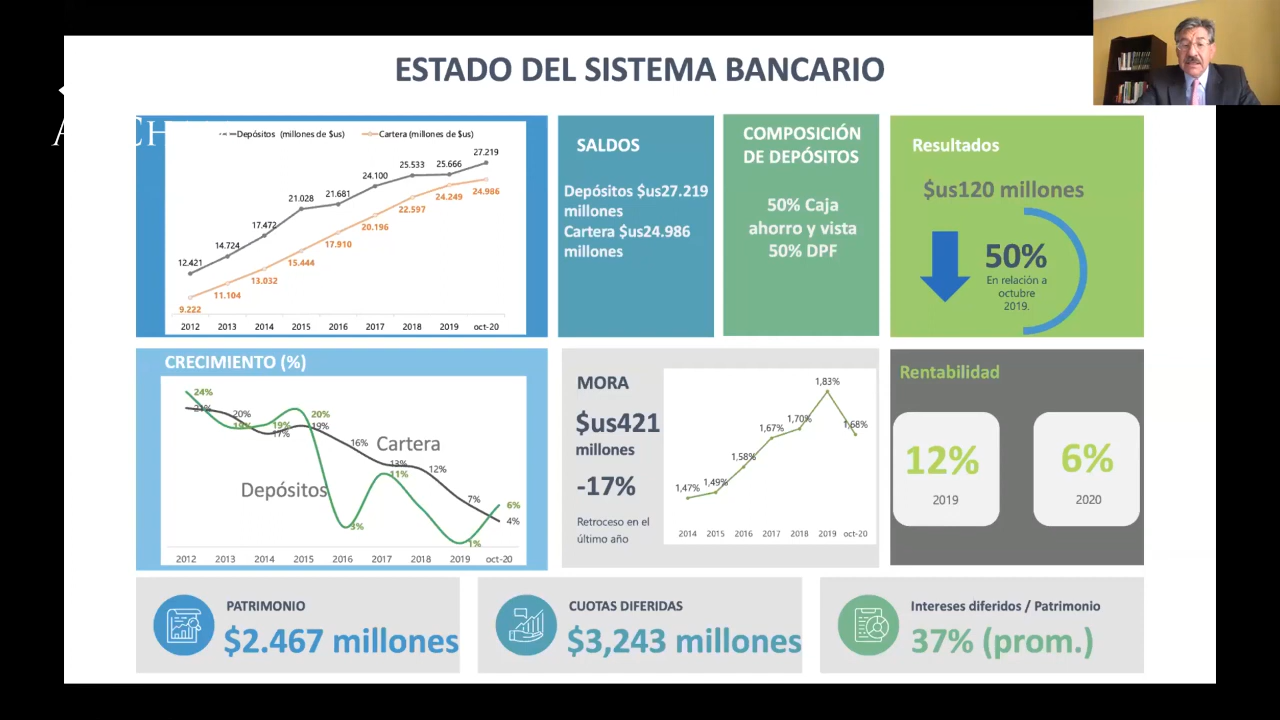 ESTADO DEL SISTEMA BANCARIO
Depósitos (millones de $us)
Cartera (millones de $us)
12.421
14.724
17.472
21.028
21.681
24.100
25.533
25.666
27.219
9.222
11.104
13.032
15.444
17.910
20.196
22.597
24.249
24.986
2012 2013 2014 2015 2016 2017 2018 2019 oct-20
SALDOS
Depósitos $us27.219
millones
Cartera $us24.986
millones
COMPOSICIÓN
DE DEPÓSITOS
50% Caja
ahorro y vista
50% DPF
Resultados
$us120 millones
50%
En relación a
octubre
2019.
CRECIMIENTO (%)
24%
21%
20%
19%
19%
17%
20%
19%
16%
3%
13%
11%
12%
7%
1%
6%
4%
Cartera
Depósitos
2012 2013 2014 2015 2016 2017 2018 2019 oct-20
MORA
$us421
millones
-17%
Retroceso en el
último año
1,47%
1,49%
1,58%
1,67%
1,70%
1,83%
1,68%
2014 2015 2016 2017 2018 2019 oct-20
Rentabilidad
12%
2019
6%
2020
PATRIMONIO
$2.467 millones
CUOTAS DIFERIDAS
$3,243 millones
Intereses diferidos / Patrimonio
37% (prom.)